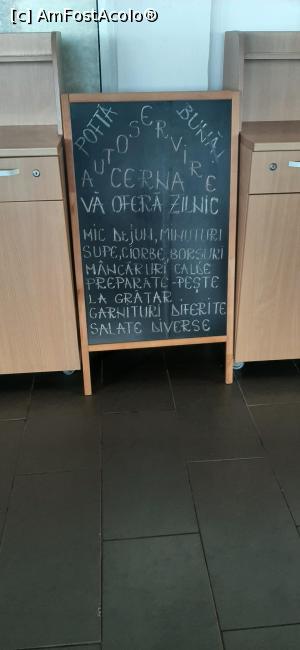 [c] AmFostAcolo®
POFTĂ BUNĂ!
AUTOSERVIRE
CERNA
VĂ OFERĂ ZILNIC
MIC DEJUN, MINUTURI
SUPE, CIORBE, BORȘURI
MÂNCĂRURI CALDE
PREPARATE-PEȘTE
LA GRĂTAR
GARNITURI DIFERITE
SALATE DIVERSE